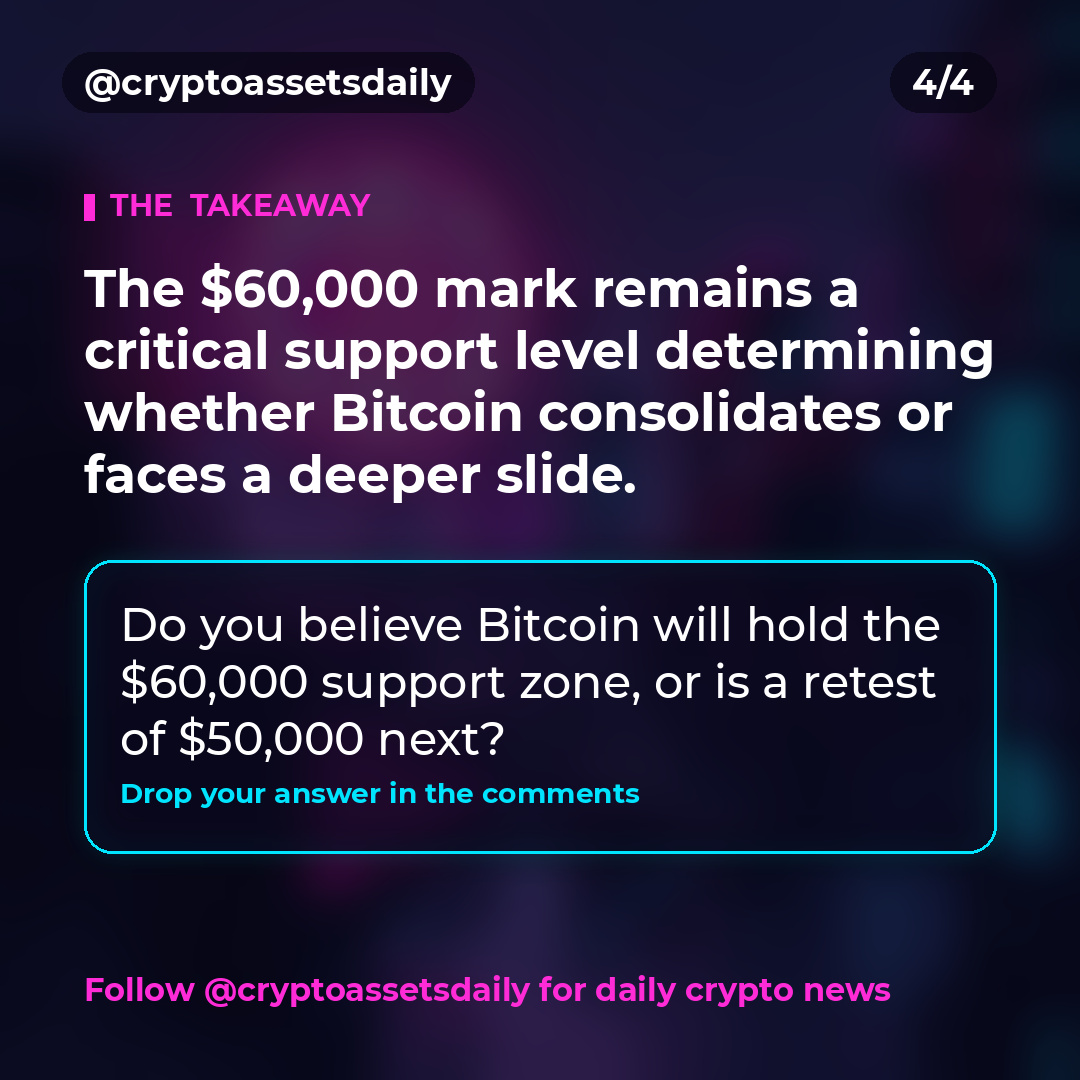 @cryptoassetsdaily
4/4
THE TAKEAWAY
The $60,000 mark remains a
critical support level determining
whether Bitcoin consolidates or
faces a deeper slide.
Do you believe Bitcoin will hold the
$60,000 support zone, or is a retest
of $50,000 next?
Drop your answer in the comments
Follow @cryptoassetsdaily for daily crypto news